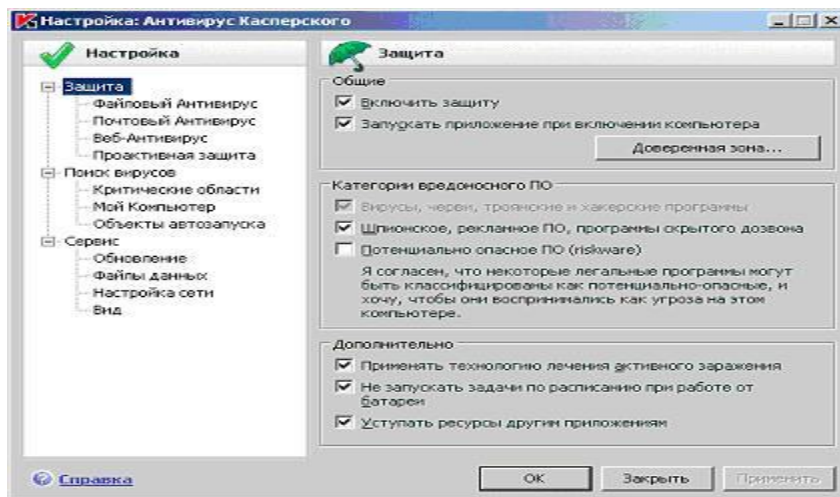 Настройка: Антивирус Касперского
Настройка
Защита
Файловый Антивирус
Почтовый Антивирус
Веб-Антивирус
Проактивная защита
Поиск вирусов
Критические области
Мой Компьютер
Объекты автозапуска
Сервис
Обновление
Файлы данных
Настройка сети
Вид
Справка
Защита
Общие
Включить защиту
Запускать приложение при включении компьютера
Доверенная зона...
Категории вредоносного ПО
Вирусы, черви, троянские и хакерские программы
Шпионское, рекламное ПО, программы скрытого дозвона
Потенциально опасное ПО (riskware)
Я согласен, что некоторые легальные программы могут
быть классифицированы как потенциально-опасные, и
хочу, чтобы они воспринимались как угроза на этом
компьютере.
Дополнительно
Применять технологию лечения активного заражения
Не запускать задачи по расписанию при работе от
батареи
Уступать ресурсы другим приложениям
ОК
Закрыть
Применить